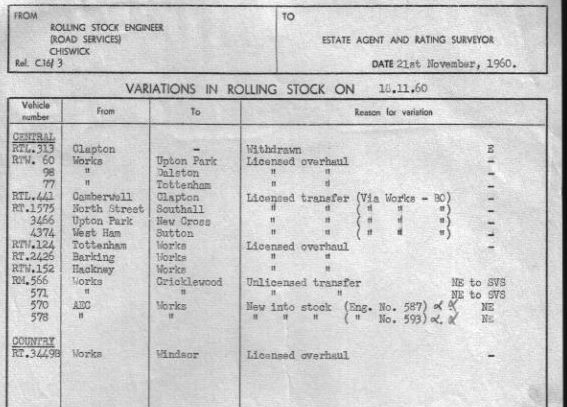 FROM
ROLLING STOCK ENGINEER
(ROAD SERVICES)
CHISWICK
Rel. C.16/ 3
TO
ESTATE AGENT AND RATING SURVEYOR
DATE 21st November, 1960.
VARIATIONS IN ROLLING STOCK ON 18.11.60
Vehicle number From To Reason for variation
CENTRAL
RTL.313 Clapton - Withdrawn E
RTW. 60 Works Upton Park Licensed overhaul -
98 " Dalston " " -
77 " Tottenham " " -
RTL.441 Camberwell Clapton Licensed transfer (Via Works - BO) -
RT.1575 North Street Southall " " ( " " " ) -
3466 Upton Park New Cross " " ( " " " ) -
4374 West Ham Sutton " " ( " " " ) -
RTW.124 Tottenham Works Licensed overhaul -
RT.2426 Barking Works " " -
RTW.152 Hackney Works " " -
RM.566 Works Cricklewood Unlicensed transfer NE to SVS
571 " " " " NE to SVS
570 AEC Works New into stock (Eng. No. 587) NE
578 " " " " " ( " No. 593) NE
COUNTRY
RT.3449B Works Windsor Licensed overhaul -